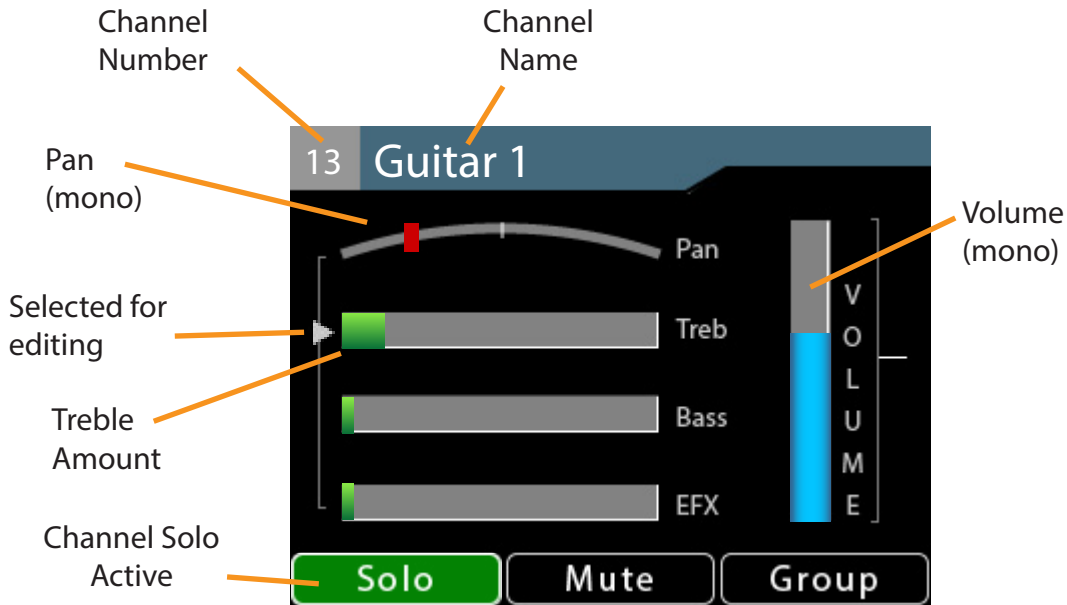 Channel
Number
Channel
Name
13 Guitar 1
Pan
(mono)
Pan
Volume
(mono)
Selected for
editing
Treb
Treble
Amount
Bass
EFX
VOLUME
Channel Solo
Active
Solo
Mute
Group